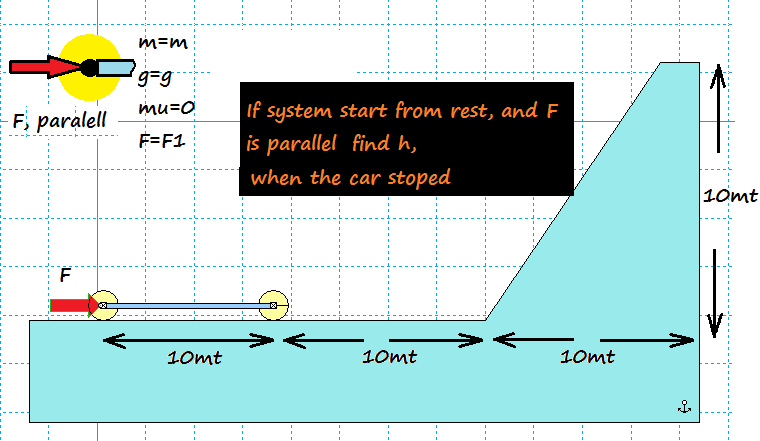 m=m
g=g
mu=0
F, paralell
F=F1
If system start from rest, and F
is parallel find h,
when the car stoped
10mt
F
10mt
10mt
10mt